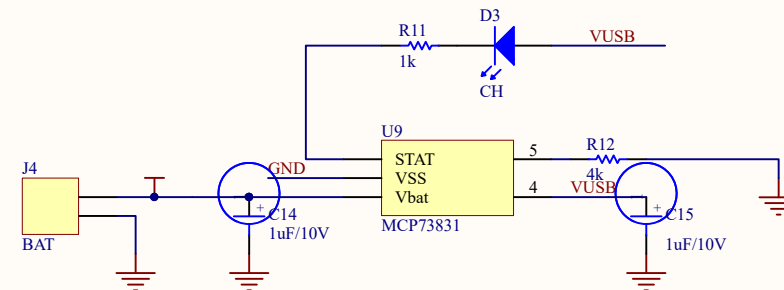 D3
R11
VUSB
1k
CH
U9
5
R12
J4
GND
STAT
VSS
4k
4
VUSB
Vbat
+
C14
+
C15
BAT
1uF/10V
MCP73831
1uF/10V